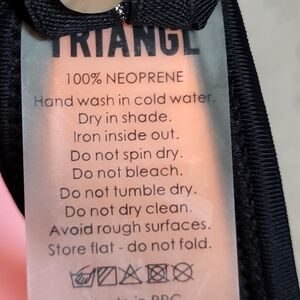 TRIANGL
100% NEOPRENE
Hand wash in cold water.
Dry in shade.
Iron inside out.
Do not spin dry.
Do not bleach.
Do not tumble dry.
Do not dry clean.
Avoid rough surfaces.
Store flat - do not fold.
in PRC